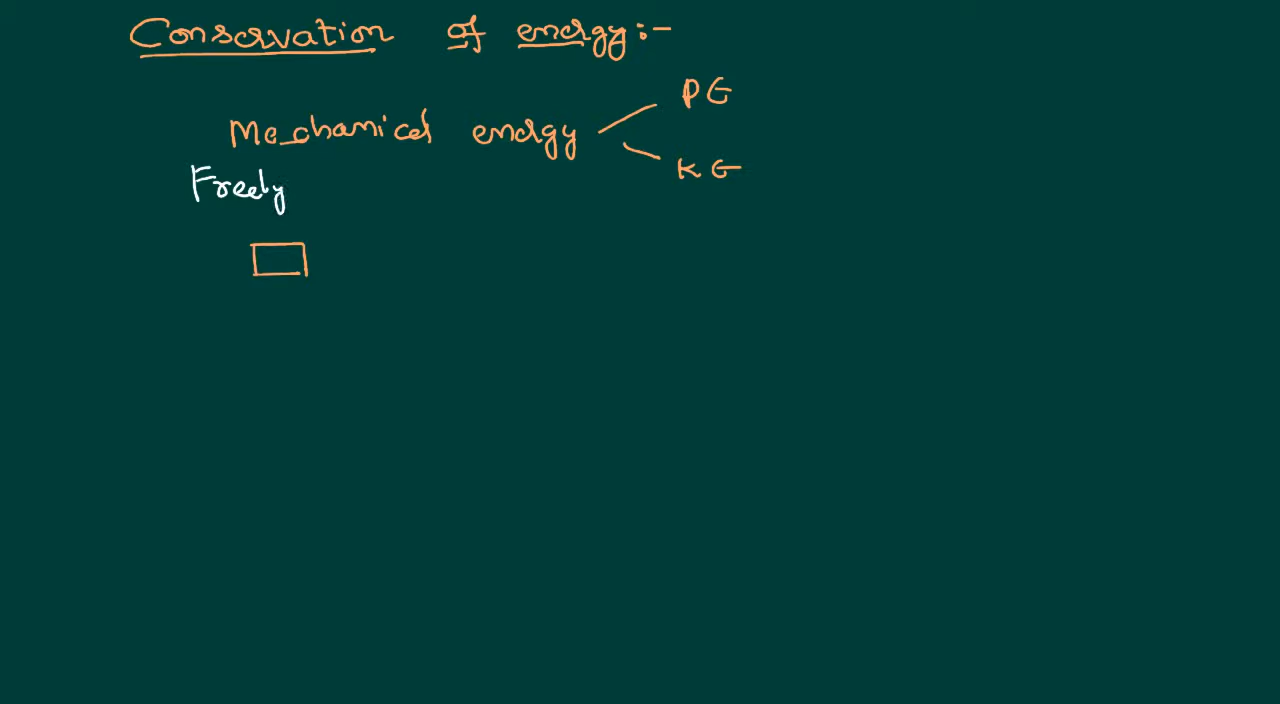 Conservation of energy:-
PE
Mechanical energy
KE
Freely